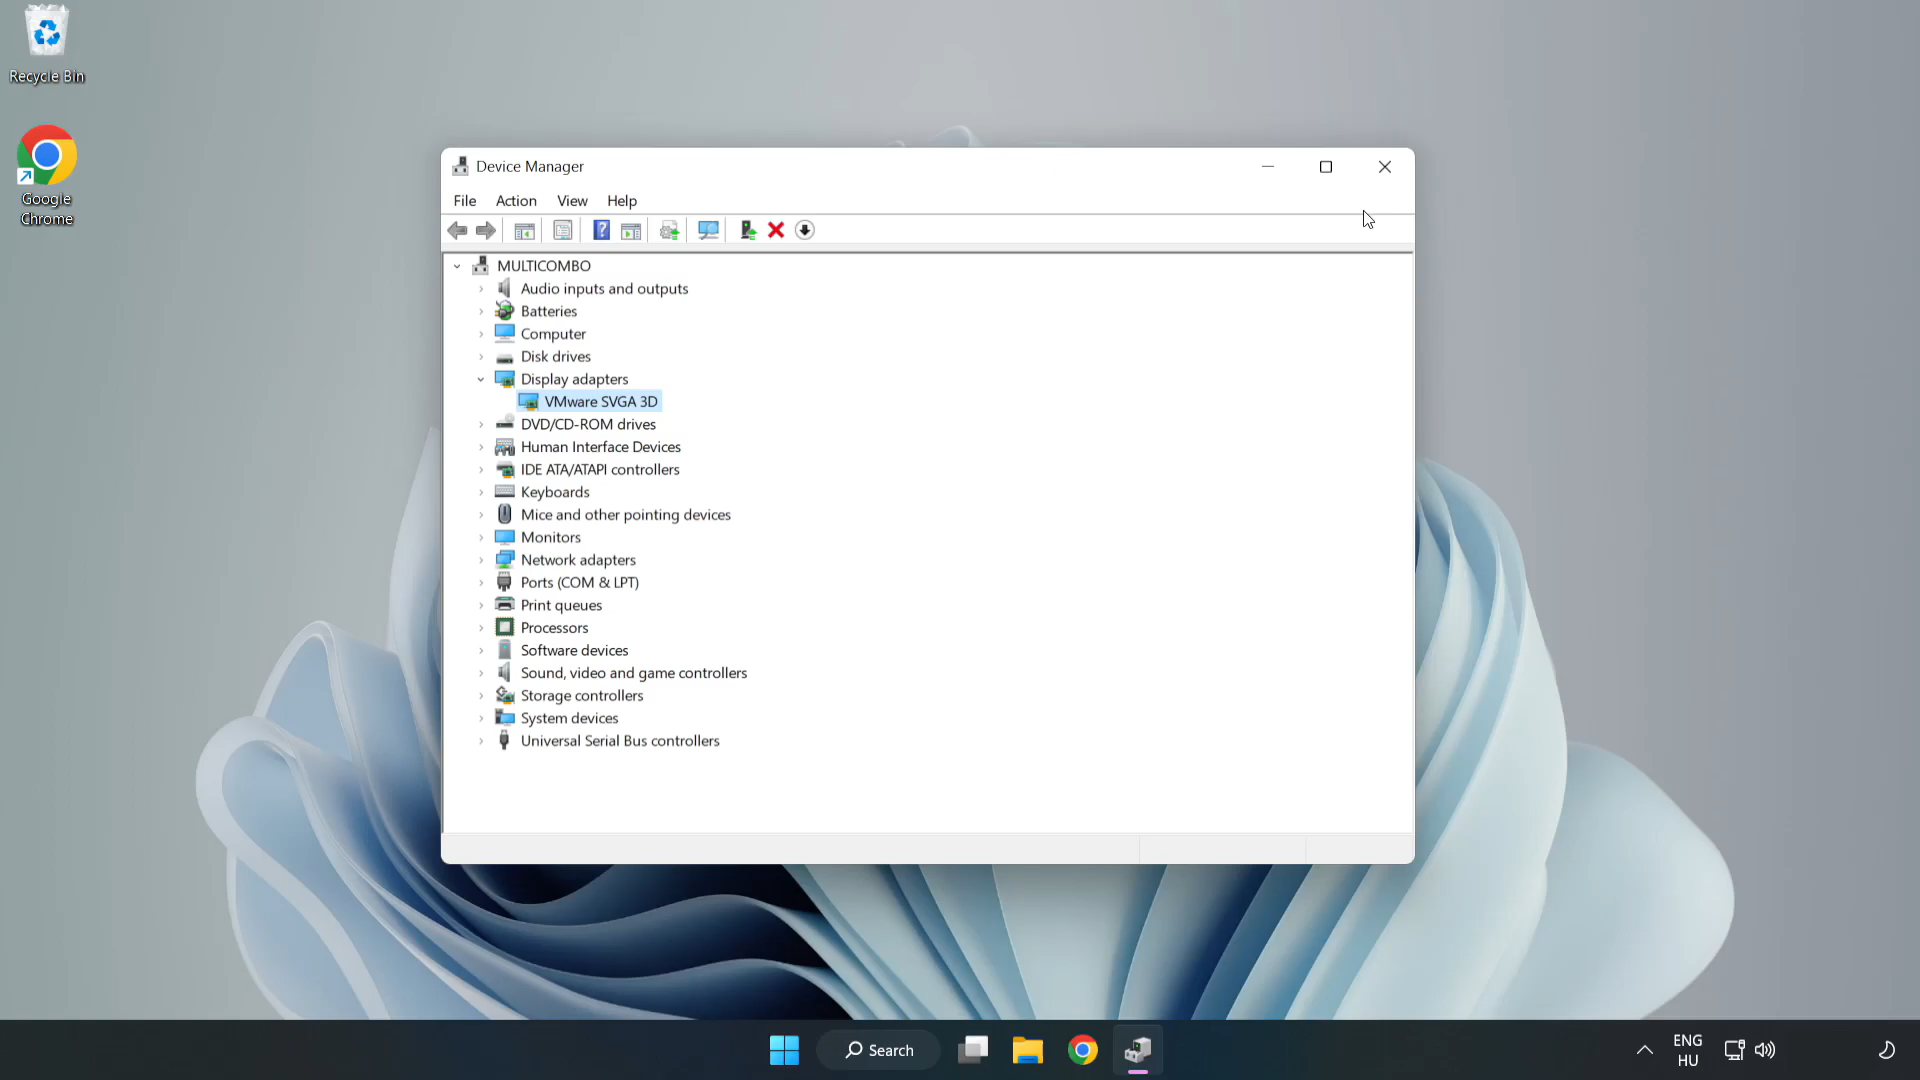 Recycle Bin
Google
Chrome
Device Manager
File Action View Help
MULTICOMBO
Audio inputs and outputs
Batteries
Computer
Disk drives
Display adapters
VMware SVGA 3D
DVD/CD-ROM drives
Human Interface Devices
IDE ATA/ATAPI controllers
Keyboards
Mice and other pointing devices
Monitors
Network adapters
Ports (COM & LPT)
Print queues
Processors
Software devices
Sound, video and game controllers
Storage controllers
System devices
Universal Serial Bus controllers
Search
ENG
HU